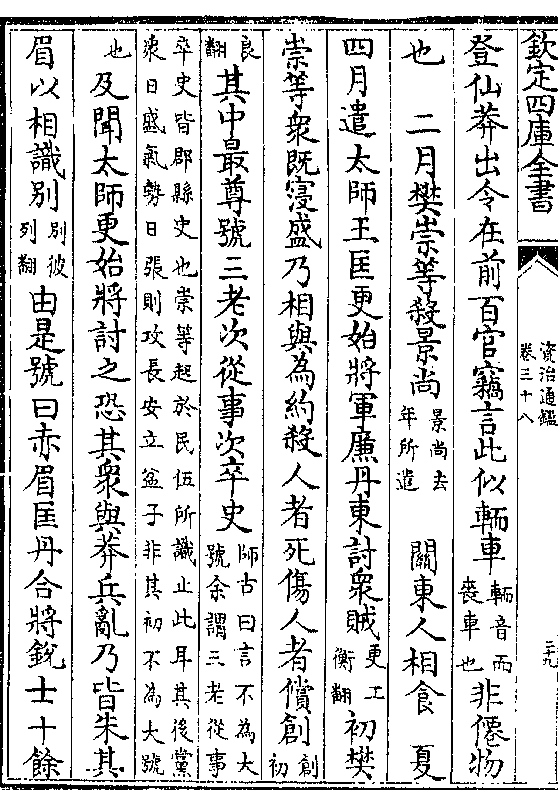 欽定四庫全書
資治通鑑
卷三十八
登仙莽出令在前百官竊言此似輀車輀音而喪車也非僊物
也　二月樊崇等殺景尚景尚去年所遣　關東人相食　夏
四月遣太師王匡更始將軍廉丹東討衆賊更工衡翻初樊
崇等衆既寖盛乃相與為約殺人者死傷人者償創創初
良翻其中最尊號三老次從事次卒史師古曰言不為大號余謂三老從事
卒史皆郡縣史也崇等起於民伍所識止此耳其後黨
衆日盛氣勢日張則攻長安立盆子非其初不為大號
也及聞太師更始將討之恐其衆與莽兵亂乃皆朱其
眉以相識別別彼列翻由是號曰赤眉匡丹合將銳士十餘